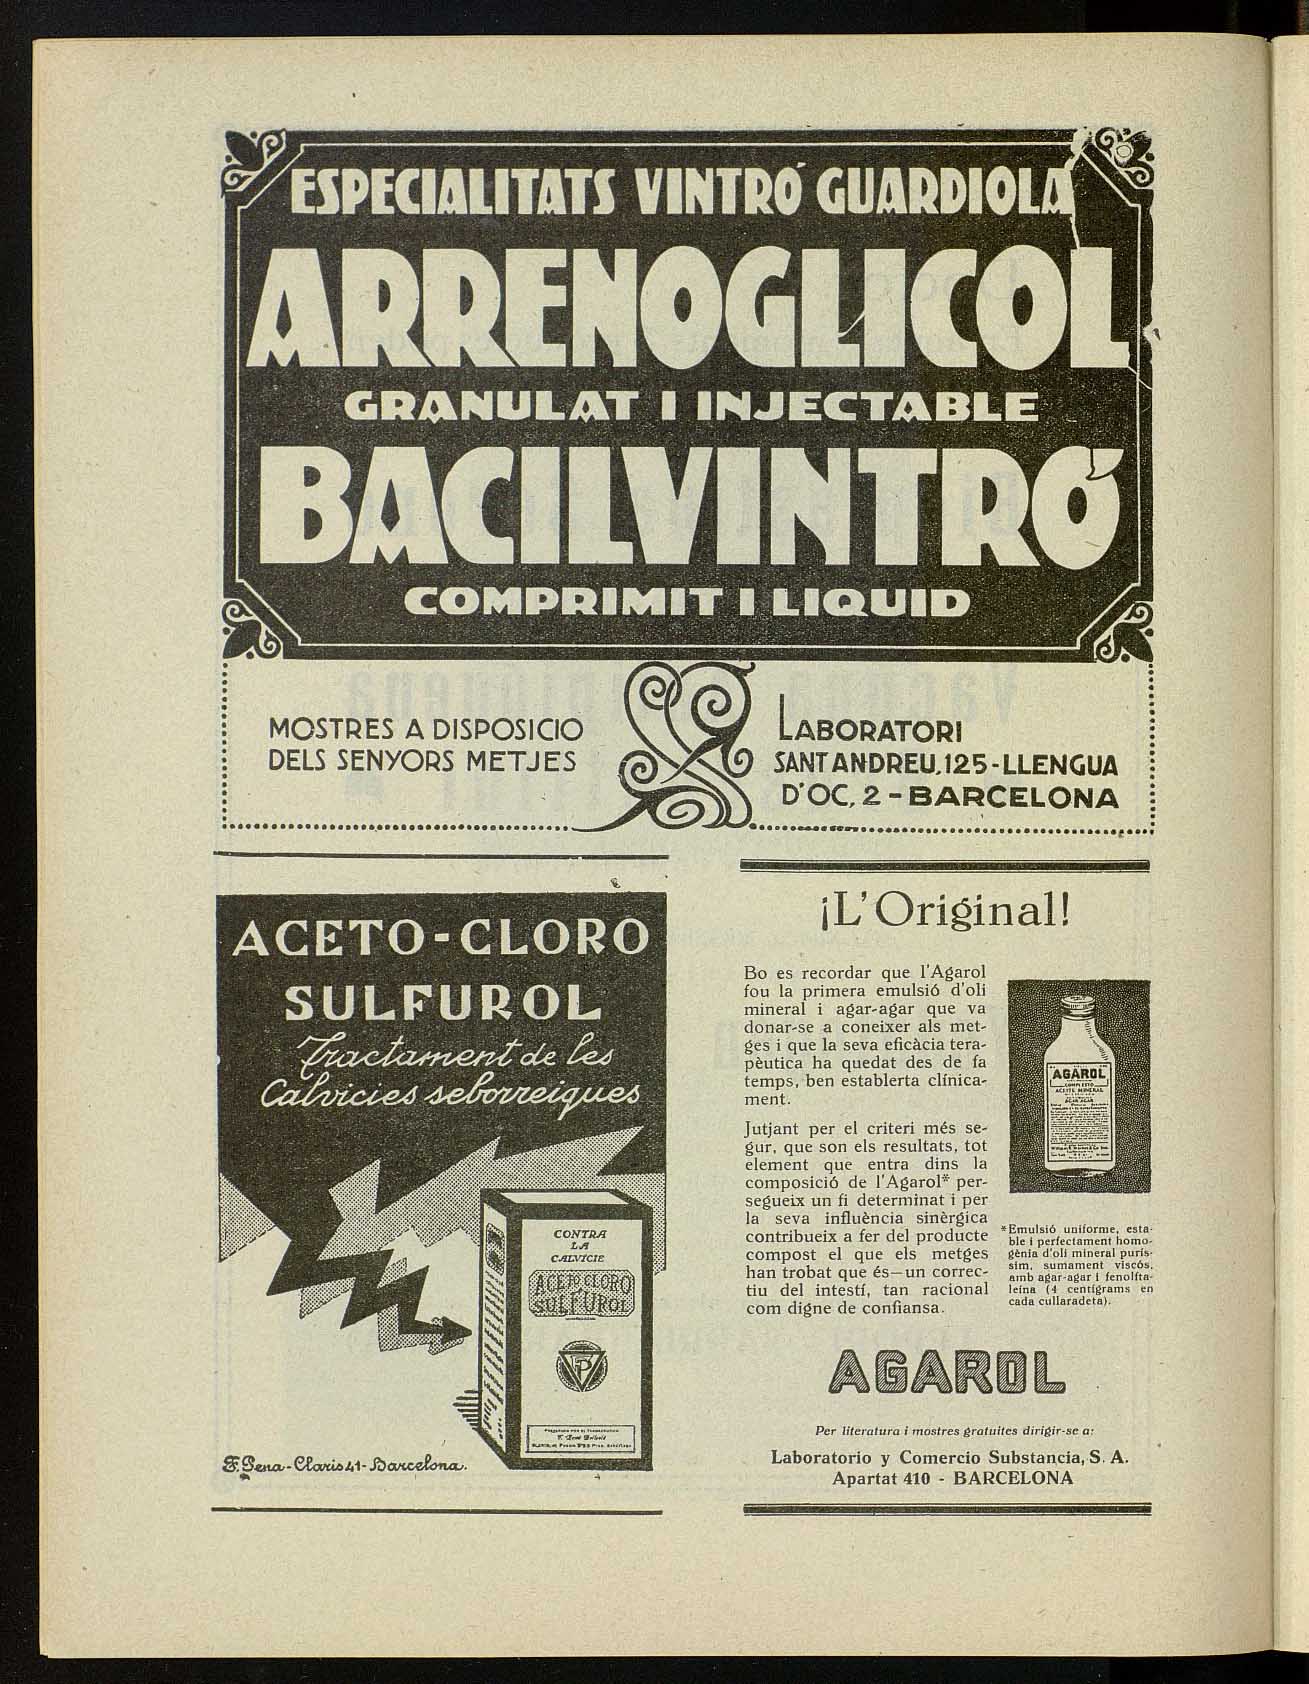 ESPECIALITATS VINTRÓ GUARDIOLA
ARRENOGLICOL
GRANULAT I INJECTABLE
BACILVINTRÓ
COMPRIMIT I LIQUID
MOSTRES A DISPOSICIO
DELS SENYORS METJES
LABORATORI
SANT ANDREU, 125 - LLENGUA
D'OC, 2 - BARCELONA
ACETO-CLORO
SULFUROL
Tractament de les
Calvicies seborreiques
CONTRA
LA
CALVICIE
ACETO CLORO
SULFUROL
F. Pena - Claris 41 - Barcelona.
¡L'Original!
Bo es recordar que l'Agarol
fou la primera emulsió d'oli
mineral i agar-agar que va
donar-se a coneixer als met-
ges i que la seva eficàcia tera-
pèutica ha quedat des de fa
temps, ben establerta clínica-
ment.
Jutjant per el criteri més se-
gur, que son els resultats, tot
element que entra dins la
composició de l'Agarol* per-
segueix un fi determinat i per
la seva influència sinèrgica
contribueix a fer del producte
compost el que els metges
han trobat que és—un correc-
tiu del intestí, tan racional
com digne de confiansa.
AGAROL
COMPUESTO
ACEITE MINERAL
AGAR AGAR
*Emulsió uniforme, esta-
ble i perfectament homo-
gènia d'oli mineral purís-
sim, sumament viscós,
amb agar-agar i fenolfta-
leina (4 centigrams en
cada cullaradeta).
AGAROL
Per literatura i mostres gratuites dirigir-se a:
Laboratorio y Comercio Substancia, S. A.
Apartat 410 - BARCELONA